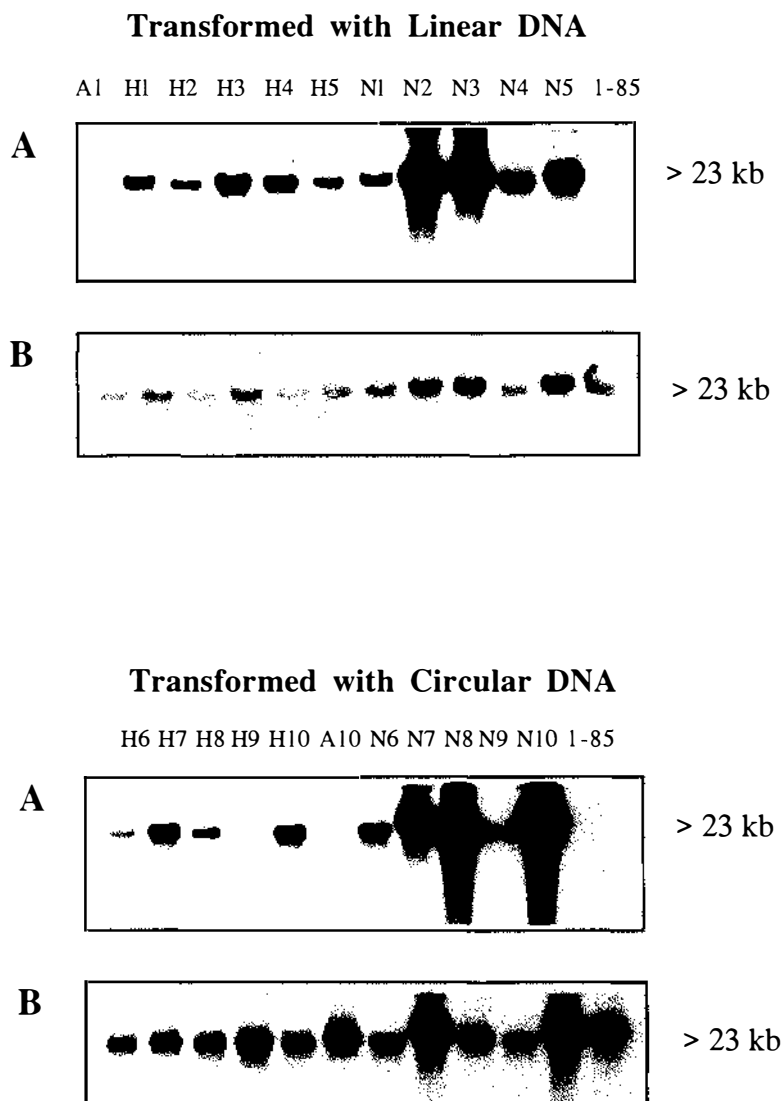 Transformed with Linear DNA
A1 H1 H2 H3 H4 H5 N1 N2 N3 N4 N5 1-85
A
> 23 kb
B
> 23 kb
Transformed with Circular DNA
H6 H7 H8 H9 H10 A10 N6 N7 N8 N9 N10 1-85
A
> 23 kb
B
> 23 kb